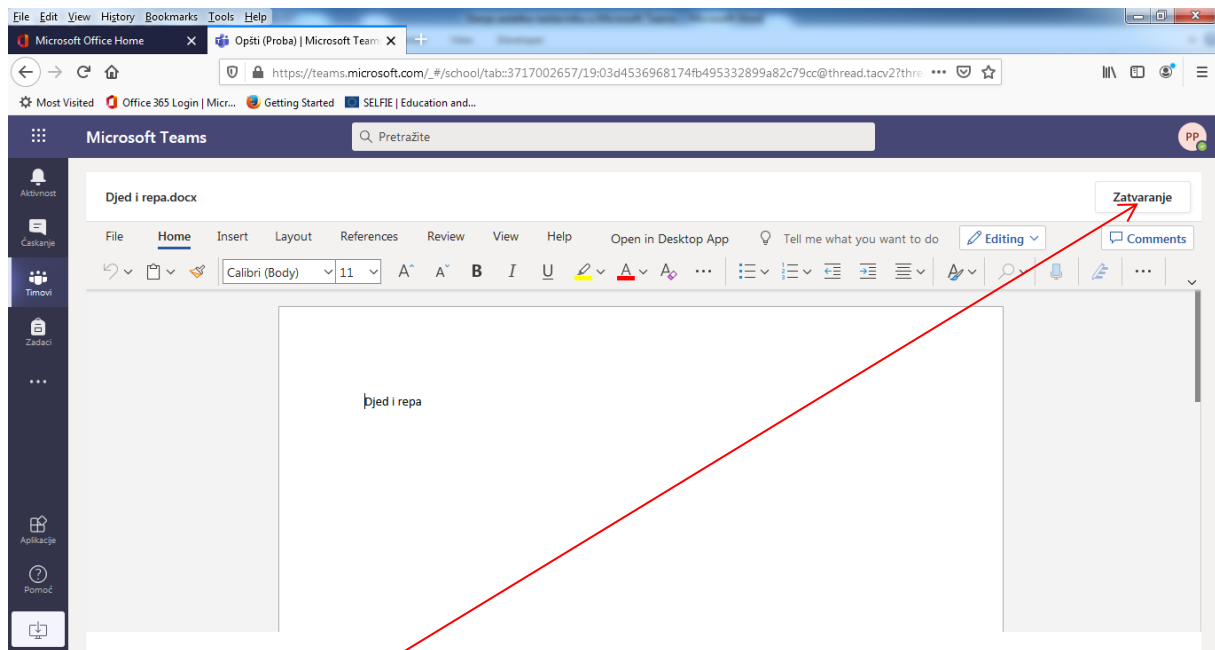 File Edit View History Bookmarks Tools Help
Microsoft Office Home Opšti (Proba) | Microsoft Team
https://teams.microsoft.com/_#/school/tab::3717002657/19:03d4536968174fb495332899a82c79cc@thread.tacv2?thre
Most Visited Office 365 Login | Micr... Getting Started SELFIE | Education and...
Microsoft Teams Pretražite PP
Aktivnost
Djed i repa.docx Zatvaranje
Ćaskanje
File Home Insert Layout References Review View Help Open in Desktop App Tell me what you want to do Editing Comments
Calibri (Body) 11 A A B I U A A
Timovi
Zadaci
Djed i repa
Aplikacije
Pomoć